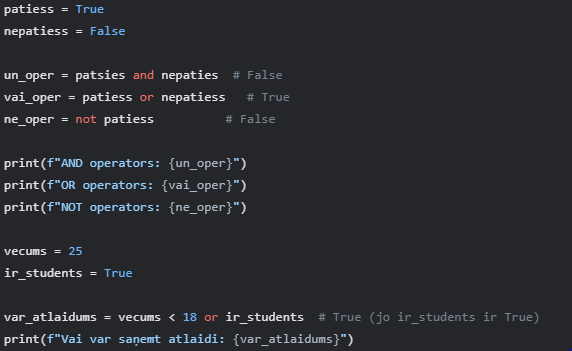 patiess = True
nepatiess = False
un_oper = patsies and nepaties  # False
vai_oper = patiess or nepatiess   # True
ne_oper = not patiess          # False
print(f"AND operators: {un_oper}")
print(f"OR operators: {vai_oper}")
print(f"NOT operators: {ne_oper}")
vecums = 25
ir_students = True
var_atlaidums = vecums < 18 or ir_students  # True (jo ir_students ir True)
print(f"Vai var saņemt atlaidi: {var_atlaidums}")